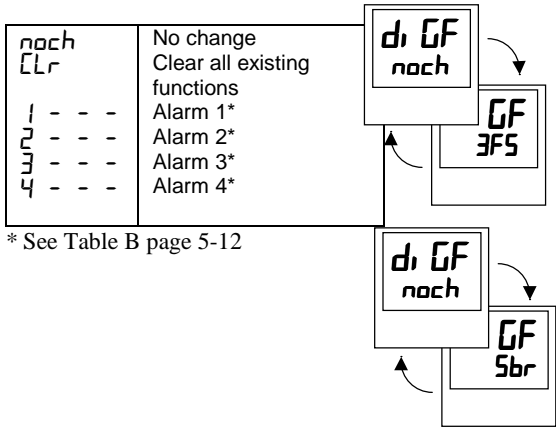 noch No change
CLr Clear all existing
functions
1 - - - Alarm 1*
2 - - - Alarm 2*
3 - - - Alarm 3*
4 - - - Alarm 4*
* See Table B page 5-12
di GF
noch
GF
3FS
di GF
noch
GF
Sbr